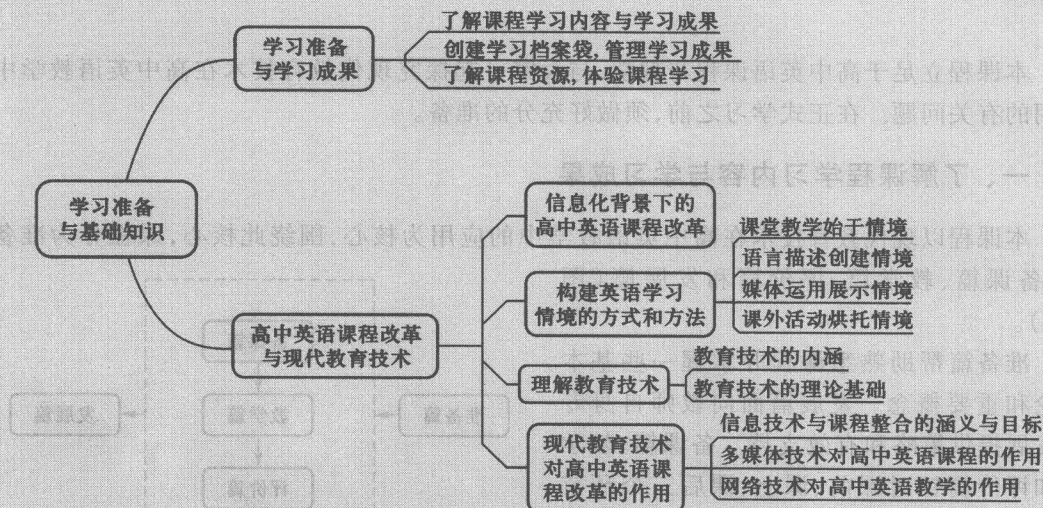 学习准备
与学习成果
了解课程学习内容与学习成果
创建学习档案袋，管理学习成果
了解课程资源，体验课程学习
学习准备
与基础知识
高中英语课程改革
与现代教育技术
信息化背景下的
高中英语课程改革
构建英语学习
情境的方式和方法
课堂教学始于情境
语言描述创建情境
媒体运用展示情境
课外活动烘托情境
理解教育技术
教育技术的内涵
教育技术的理论基础
现代教育技术
对高中英语课
程改革的作用
信息技术与课程整合的涵义与目标
多媒体技术对高中英语课程的作用
网络技术对高中英语教学的作用